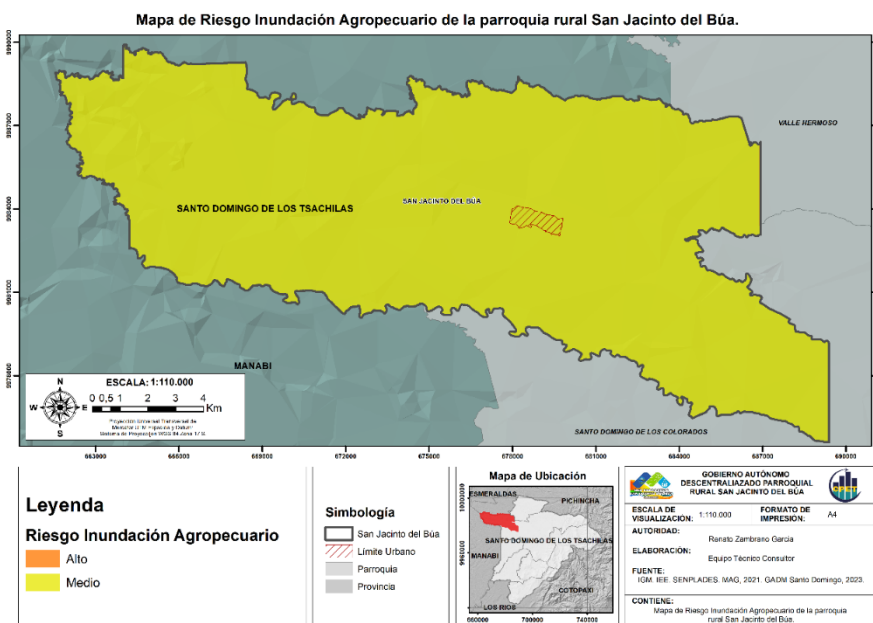 Mapa de Riesgo Inundación Agropecuario de la parroquia rural San Jacinto del Búa.
VALLE HERMOSO
SAN JACINTO DEL BÚA
SANTO DOMINGO DE LOS TSACHILAS
MANABI
SANTO DOMINGO DE LOS COLORADOS
N
W
E
S
ESCALA: 1:110.000
0 0,5 1 2 3 4
Km
663000 666000 669000 672000 675000 678000 681000 684000 687000 690000
Leyenda
Riesgo Inundación Agropecuario
Alto
Medio
Simbología
San Jacinto del Búa
Límite Urbano
Parroquia
Provincia
Mapa de Ubicación
ESMERALDAS
PICHINCHA
SANTO DOMINGO DE LOS TSACHILAS
MANABI
COTOPAXI
LOS RIOS
660000 700000 740000
GOBIERNO AUTÓNOMO
DESCENTRALIAZADO PARROQUIAL
RURAL SAN JACINTO DEL BÚA
ESCALA DE
VISUALIZACIÓN: 1:110.000
FORMATO DE
IMPRESIÓN: A4
AUTORIDAD:
Renato Zambrano Garcia
ELABORACIÓN:
Equipo Técnico Consultor
FUENTE:
IGM. IEE. SENPLADES. MAG, 2021. GADM Santo Domingo, 2023.
CONTIENE:
Mapa de Riesgo Inundación Agropecuario de la parroquia
rural San Jacinto del Búa.